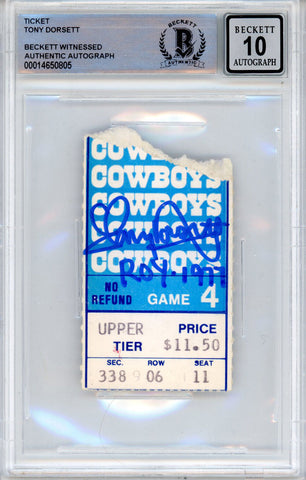 TICKET
TONY DORSETT
BECKETT WITNESSED
AUTHENTIC AUTOGRAPH
00014650805
BECKETT
AUTHENTIC
BECKETT
10
AUTOGRAPH
COWBOYS
COWBOYS
COWBOYS
COWBOYS
COWBOYS
Tony Dorsett
ROY-1977
NO REFUND GAME 4
UPPER PRICE
TIER $11.50
SEC. ROW SEAT
338 06 11